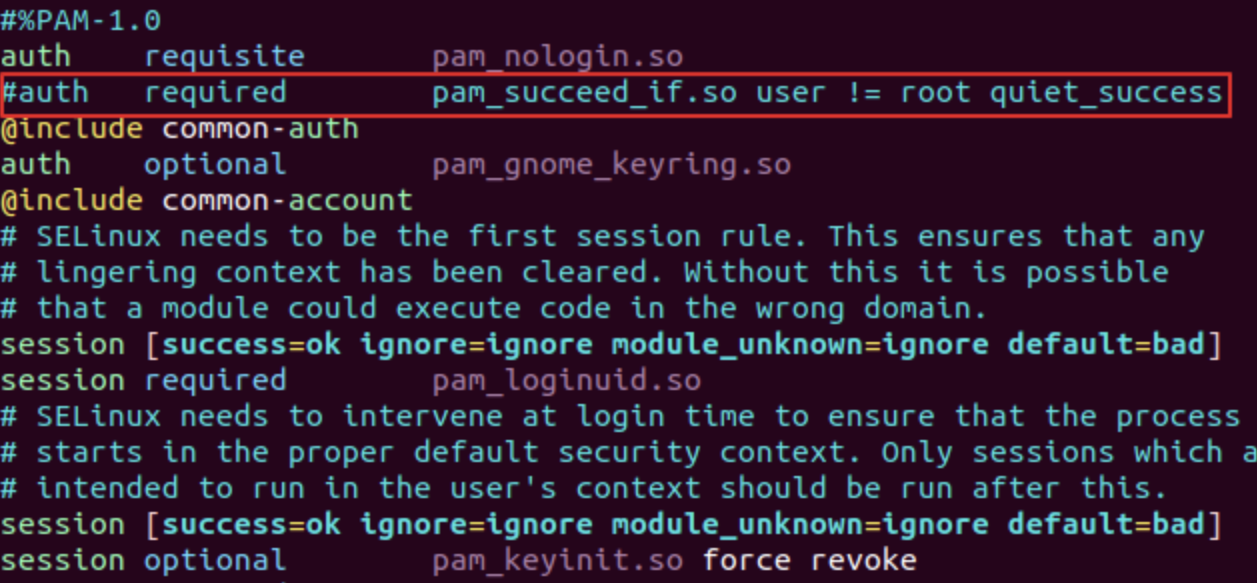 #%PAM-1.0
auth    requisite       pam_nologin.so
#auth   required        pam_succeed_if.so user != root quiet_success
@include common-auth
auth    optional        pam_gnome_keyring.so
@include common-account
# SELinux needs to be the first session rule. This ensures that any
# lingering context has been cleared. Without this it is possible
# that a module could execute code in the wrong domain.
session [success=ok ignore=ignore module_unknown=ignore default=bad]
session required        pam_loginuid.so
# SELinux needs to intervene at login time to ensure that the process
# starts in the proper default security context. Only sessions which a
# intended to run in the user's context should be run after this.
session [success=ok ignore=ignore module_unknown=ignore default=bad]
session optional        pam_keyinit.so force revoke